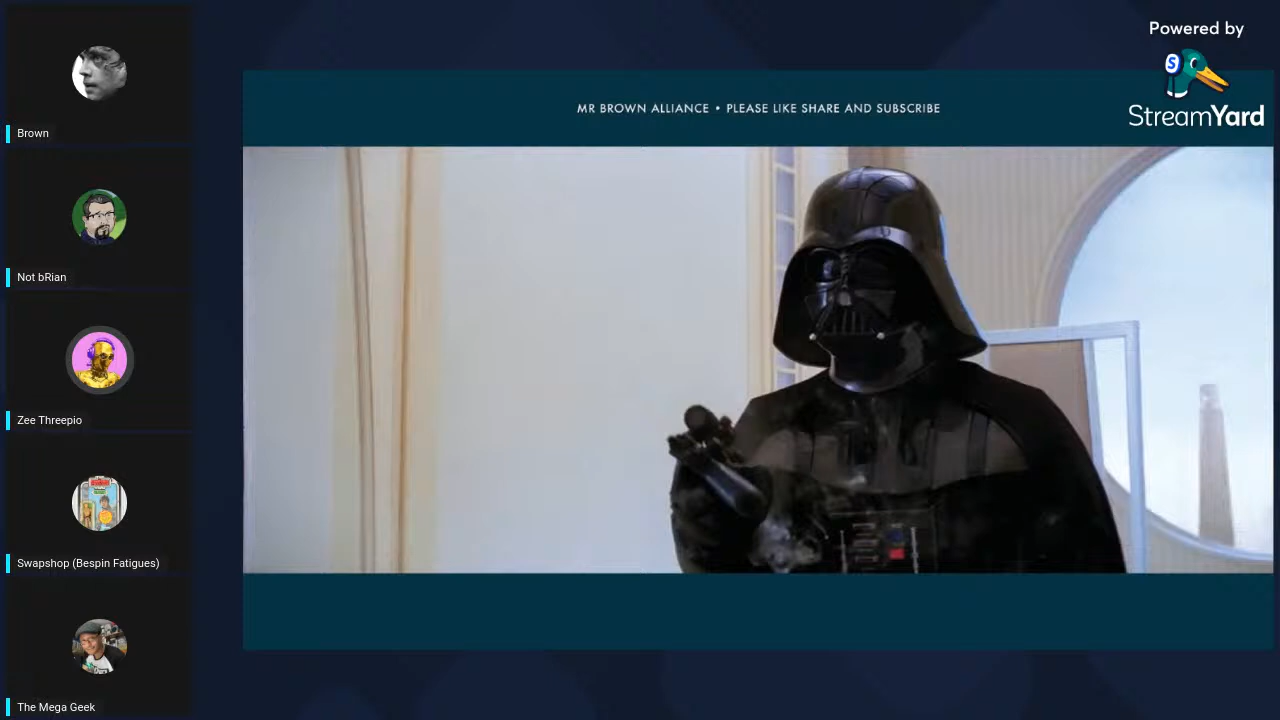 Powered by
StreamYard
MR BROWN ALLIANCE • PLEASE LIKE SHARE AND SUBSCRIBE
Brown
Not bRian
Zee Threepio
Swapshop (Bespin Fatigues)
The Mega Geek